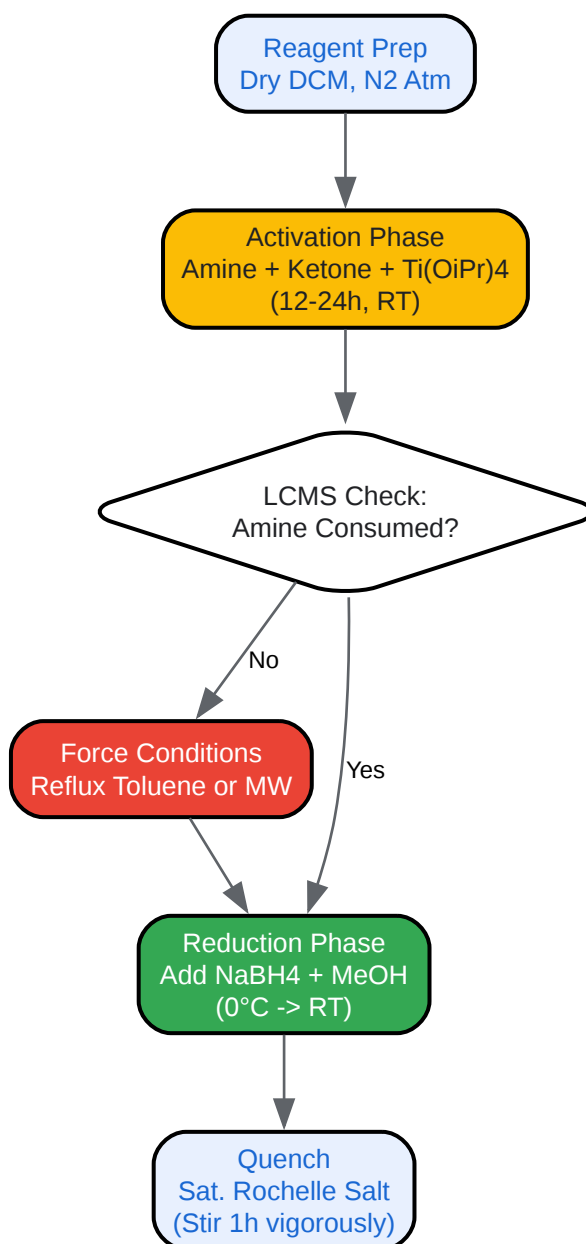 Reagent Prep
Dry DCM, N2 Atm
Activation Phase
Amine + Ketone + Ti(OiPr)4
(12-24h, RT)
LCMS Check:
Amine Consumed?
No
Yes
Force Conditions
Reflux Toluene or MW
Reduction Phase
Add NaBH4 + MeOH
(0°C -> RT)
Quench
Sat. Rochelle Salt
(Stir 1h vigorously)